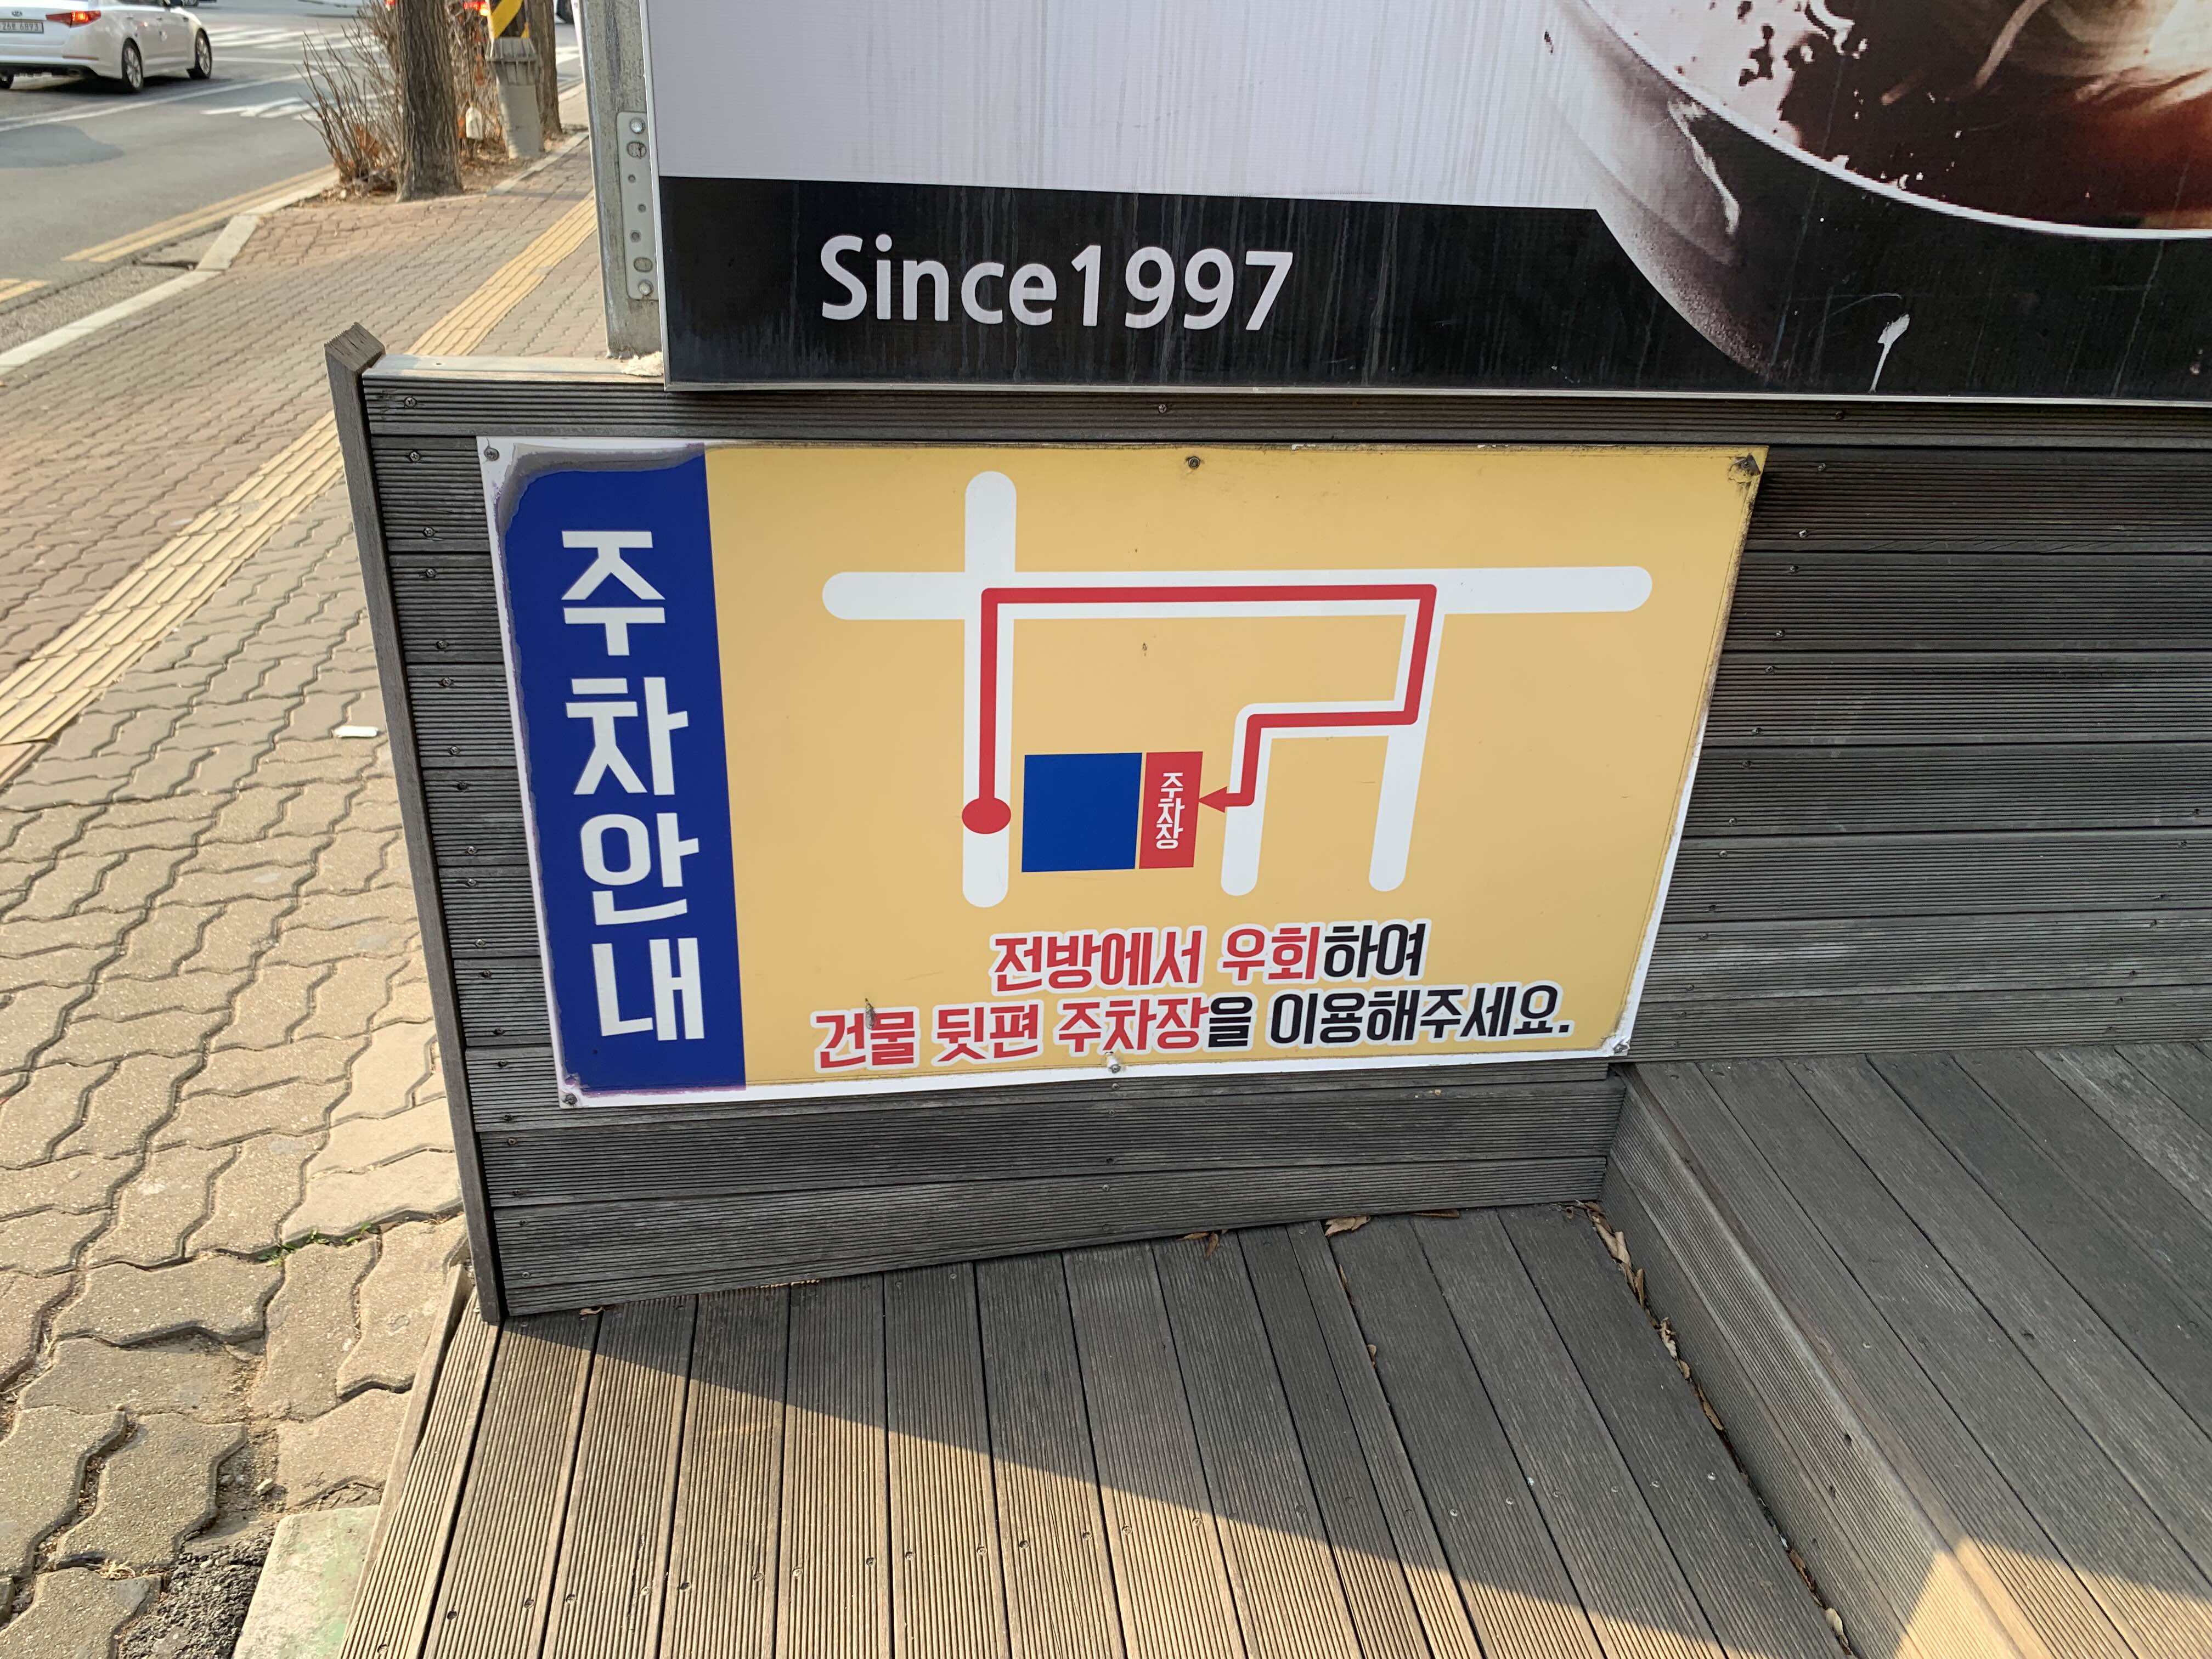 Since1997
주차안내
주차장
전방에서 우회하여
건물 뒷편 주차장을 이용해주세요.